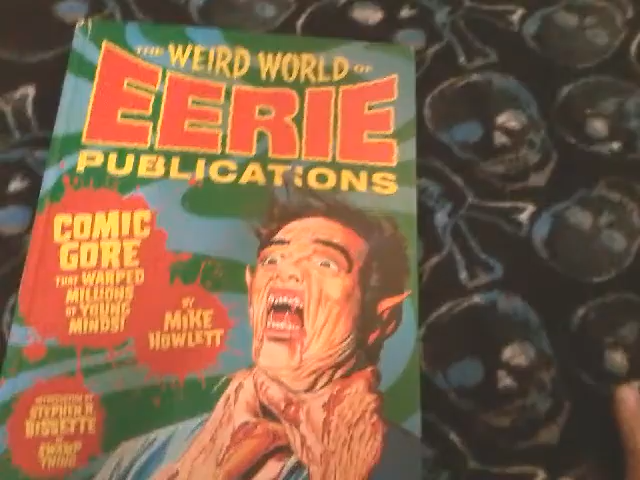 THE WEIRD WORLD OF
EERIE
PUBLICATIONS
COMIC
GORE
THAT WARPED
MILLIONS
OF YOUNG
MINDS!
BY
MIKE
HOWLETT
INTRODUCTION BY
STEPHEN R.
BISSETTE
OF SWAMP
THING